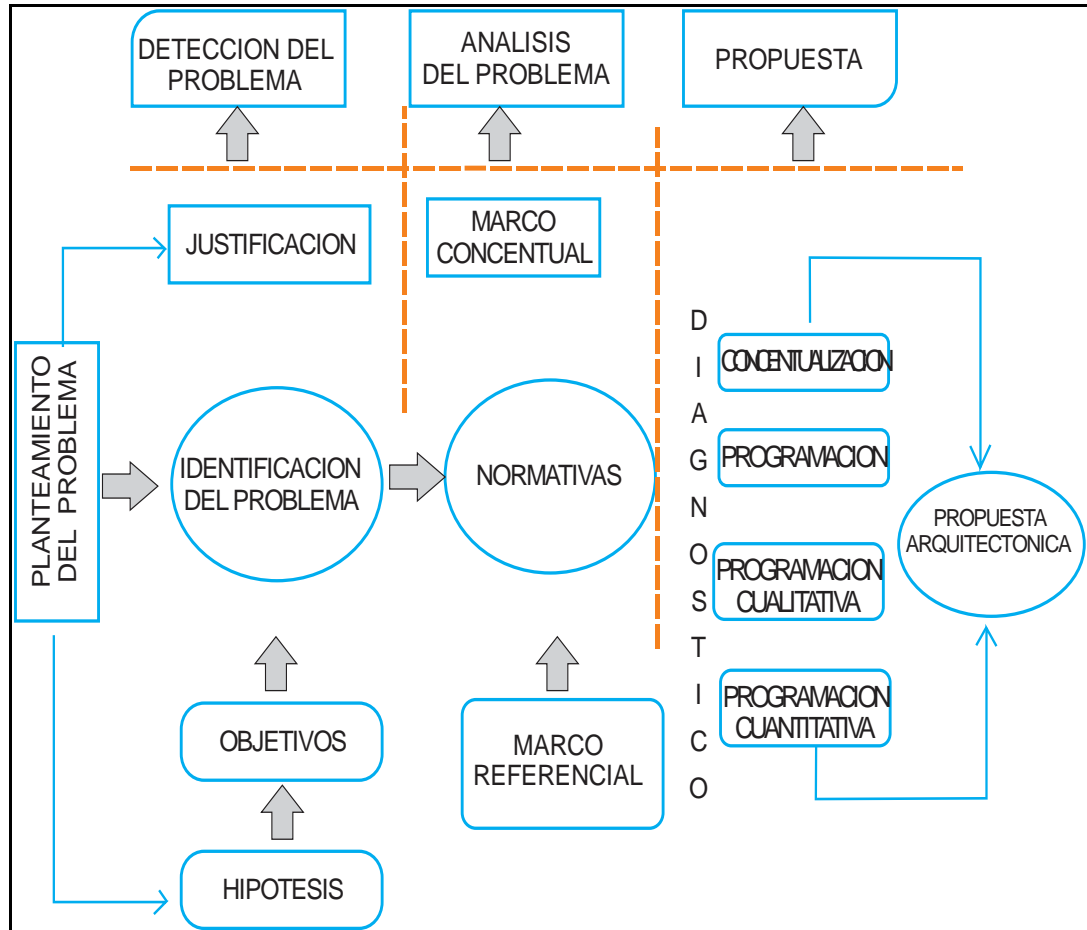 DETECCION DEL
PROBLEMA
ANALISIS
DEL PROBLEMA
PROPUESTA
JUSTIFICACION
MARCO
CONCENTUAL
PLANTEAMIENTO
DEL PROBLEMA
IDENTIFICACION
DEL PROBLEMA
NORMATIVAS
OBJETIVOS
HIPOTESIS
MARCO
REFERENCIAL
DIAGNOSTICO
CONCENTUALIZACION
PROGRAMACION
PROGRAMACION
CUALITATIVA
PROGRAMACION
CUANTITATIVA
PROPUESTA
ARQUITECTONICA